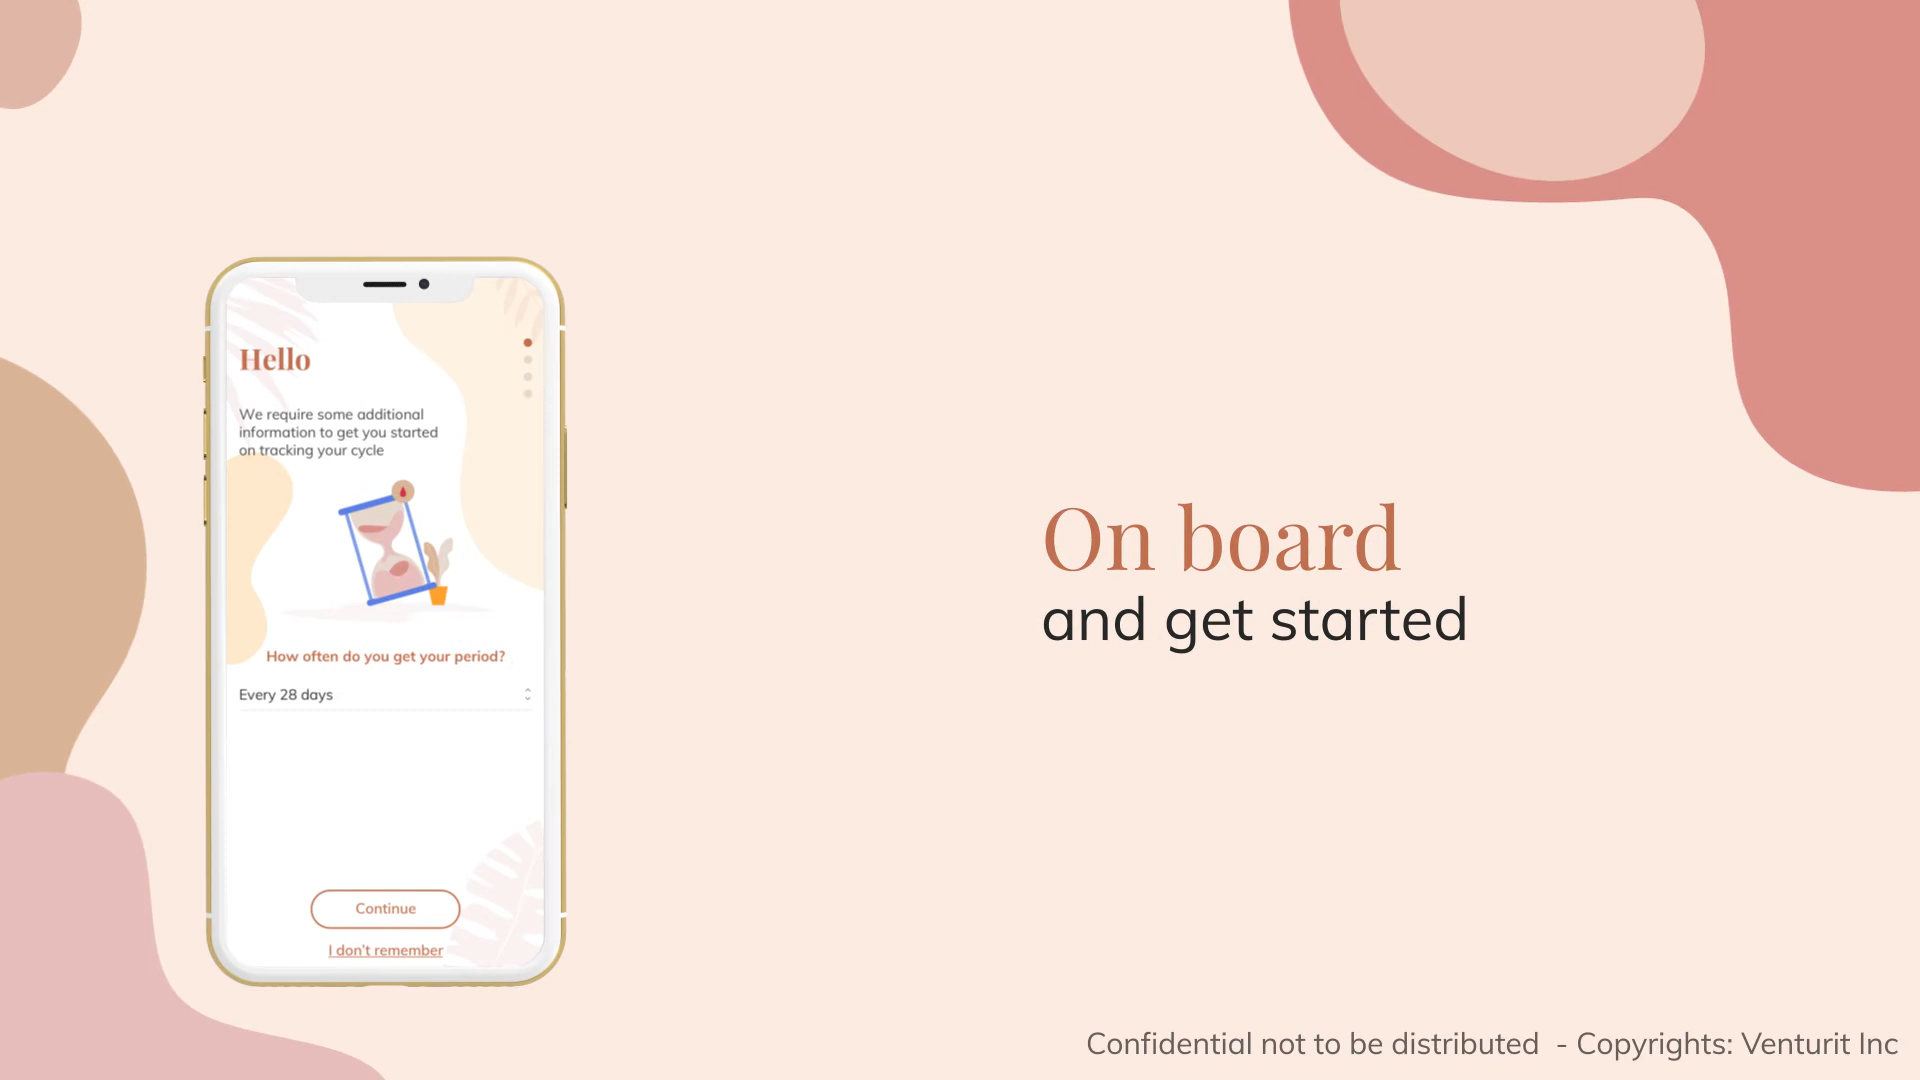 Hello
We require some additional
information to get you started
on tracking your cycle
How often do you get your period?
Every 28 days
Continue
I don't remember
On board
and get started
Confidential not to be distributed - Copyrights: Venturit Inc